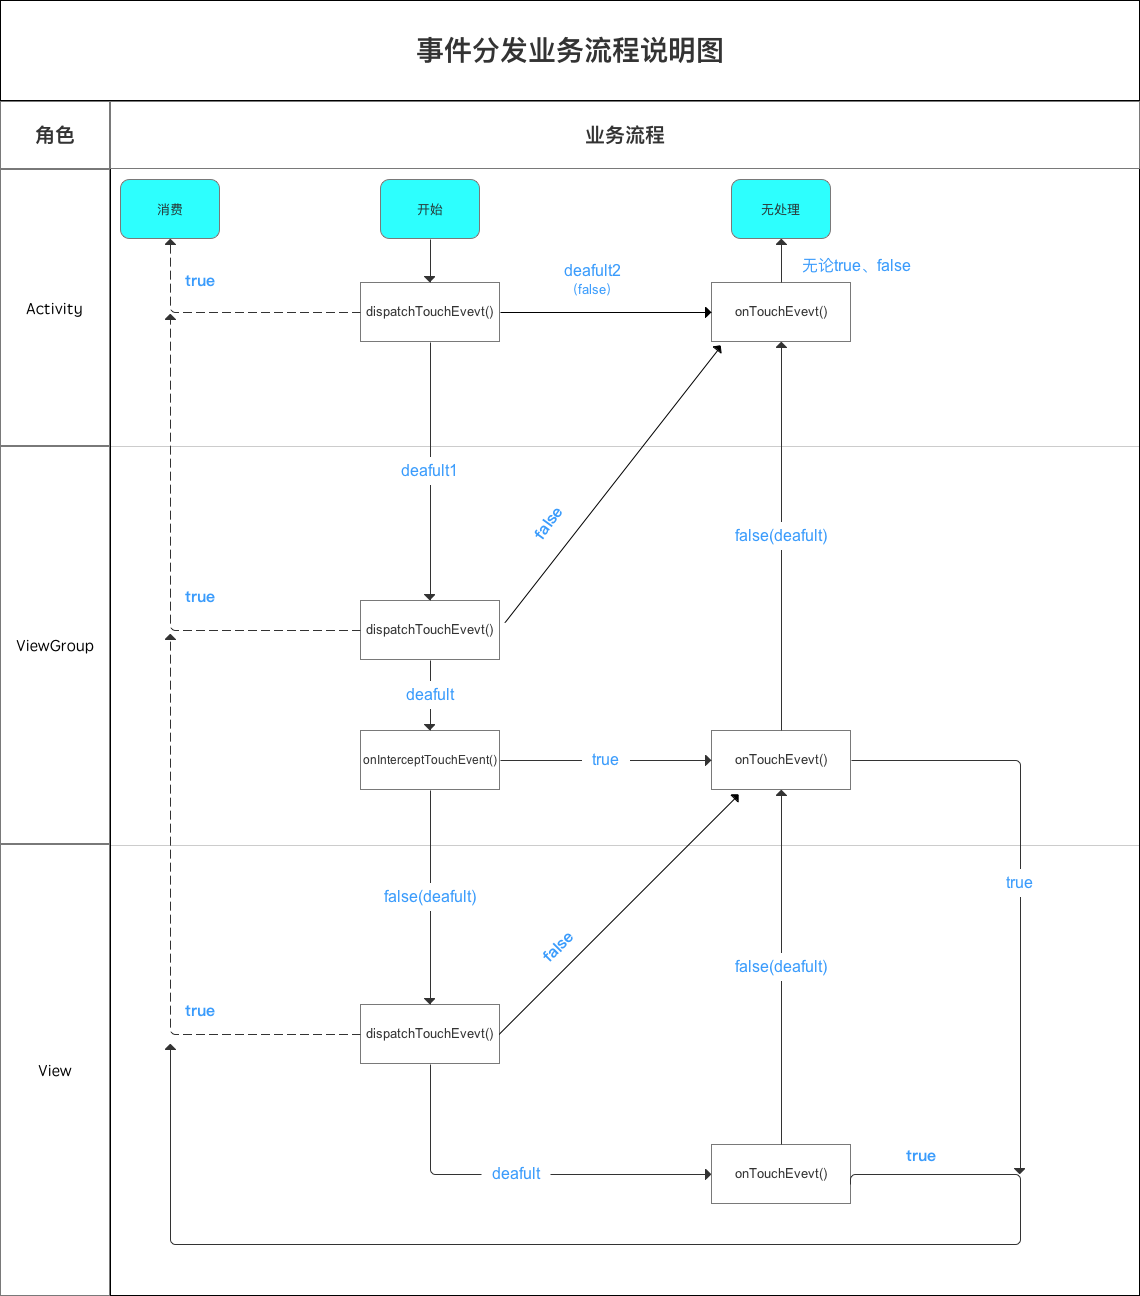 事件分发业务流程说明图
角色
业务流程
消费
开始
无处理
true
deafult2
（false）
无论true、false
Activity
dispatchTouchEvevt()
onTouchEvevt()
deafult1
false
false(deafult)
true
ViewGroup
dispatchTouchEvevt()
deafult
onInterceptTouchEvent()
true
onTouchEvevt()
true
false(deafult)
false
false(deafult)
true
dispatchTouchEvevt()
View
true
deafult
onTouchEvevt()